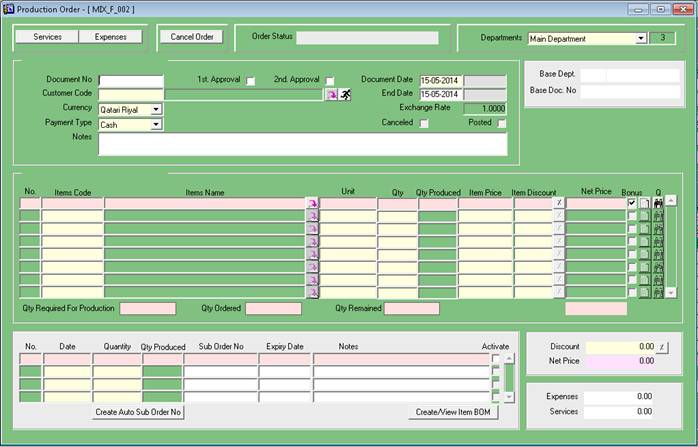 Production Order - [ MIX_F_002 ]
Services Expenses Cancel Order Order Status Departments Main Department 3
Document No 1st. Approval 2nd. Approval Document Date 15-05-2014 Base Dept.
Customer Code End Date 15-05-2014 Base Doc. No
Currency Qatari Riyal Exchange Rate 1.0000
Payment Type Cash Canceled Posted
Notes
No. Items Code Items Name Unit Qty Qty Produced Item Price Item Discount Net Price Bonus Q
%
Qty Required For Production Qty Ordered Qty Remained
No. Date Quantity Qty Produced Sub Order No Expiry Date Notes Activate
Discount 0.00 %
Net Price 0.00
Expenses 0.00
Services 0.00
Create Auto Sub Order No Create/View Item BOM